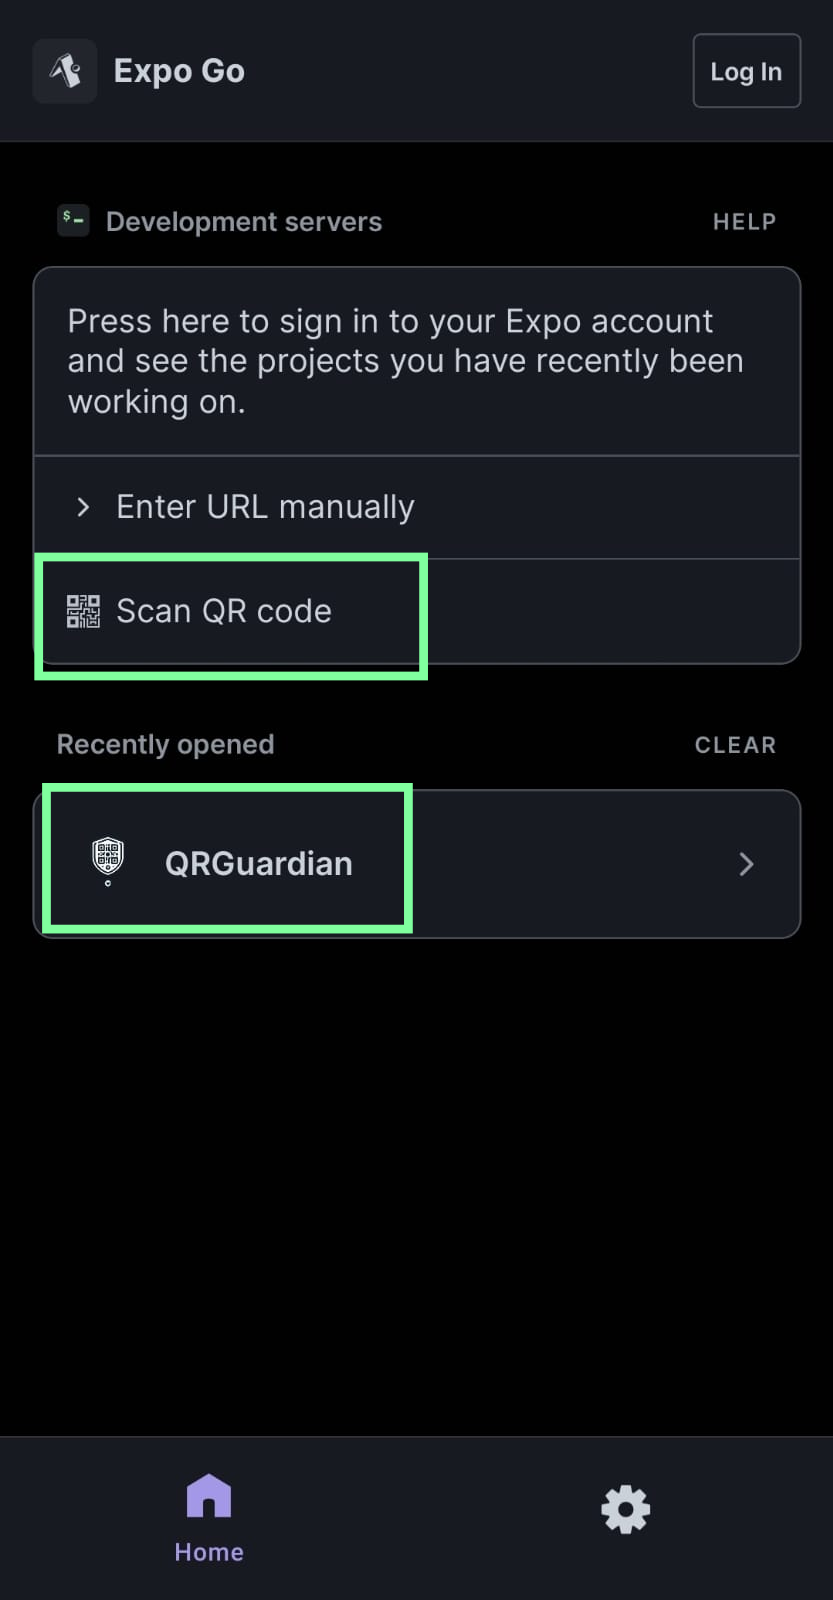 Expo Go
Log In
$
Development servers
HELP
Press here to sign in to your Expo account
and see the projects you have recently been
working on.
Enter URL manually
Scan QR code
Recently opened
CLEAR
QRGuardian
Home